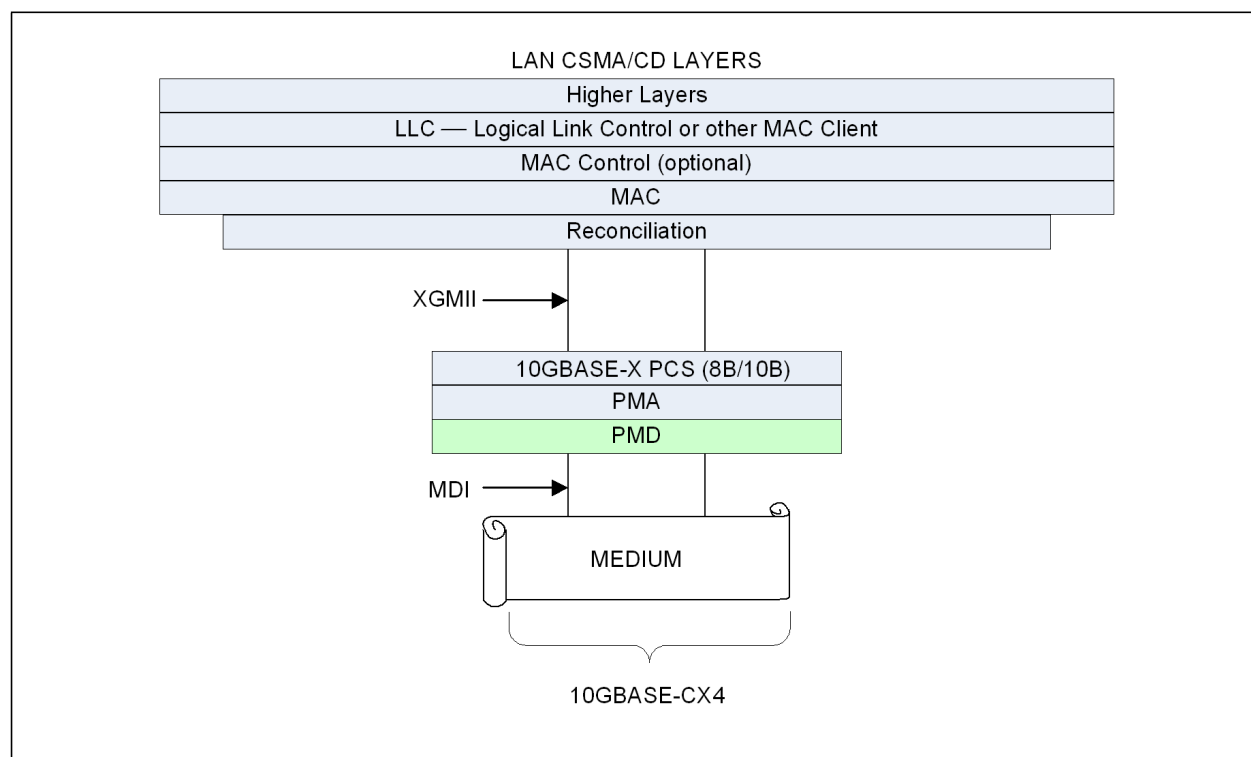 LAN CSMA/CD LAYERS
Higher Layers
LLC — Logical Link Control or other MAC Client
MAC Control (optional)
MAC
Reconciliation
XGMII
10GBASE-X PCS (8B/10B)
PMA
PMD
MDI
MEDIUM
10GBASE-CX4